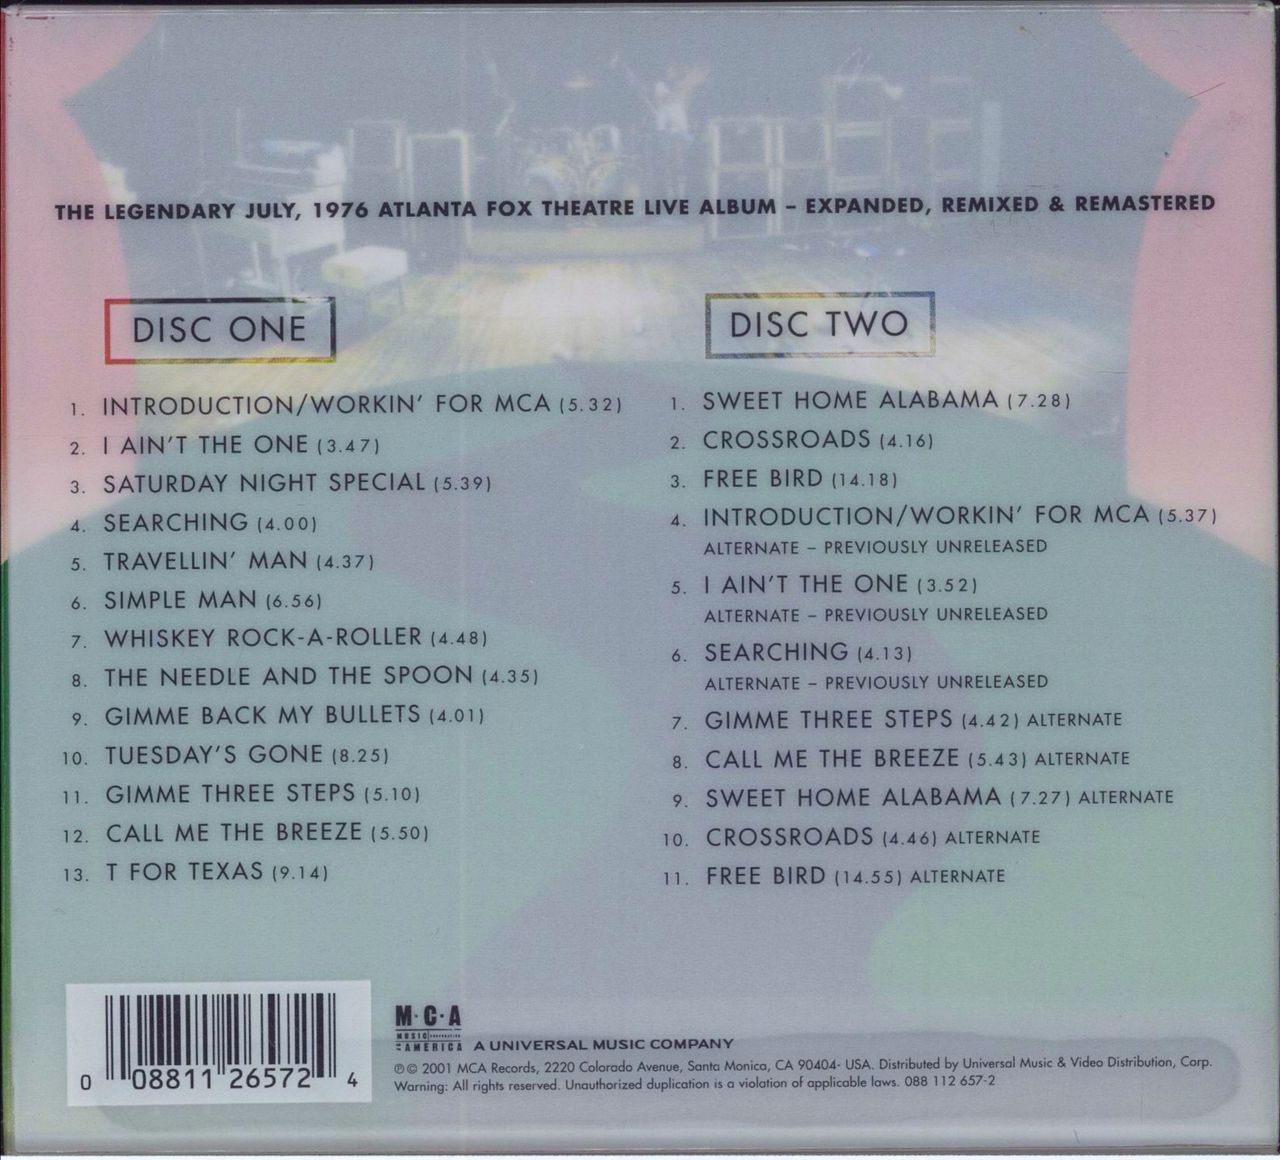 THE LEGENDARY JULY, 1976 ATLANTA FOX THEATRE LIVE ALBUM – EXPANDED, REMIXED & REMASTERED
DISC ONE
1. INTRODUCTION/WORKIN' FOR MCA (5.32)
2. I AIN'T THE ONE (3.47)
3. SATURDAY NIGHT SPECIAL (5.39)
4. SEARCHING (4.00)
5. TRAVELLIN' MAN (4.37)
6. SIMPLE MAN (6.56)
7. WHISKEY ROCK-A-ROLLER (4.48)
8. THE NEEDLE AND THE SPOON (4.35)
9. GIMME BACK MY BULLETS (4.01)
10. TUESDAY'S GONE (8.25)
11. GIMME THREE STEPS (5.10)
12. CALL ME THE BREEZE (5.50)
13. T FOR TEXAS (9.14)
DISC TWO
1. SWEET HOME ALABAMA (7.28)
2. CROSSROADS (4.16)
3. FREE BIRD (14.18)
4. INTRODUCTION/WORKIN' FOR MCA (5.37)
ALTERNATE – PREVIOUSLY UNRELEASED
5. I AIN'T THE ONE (3.52)
ALTERNATE – PREVIOUSLY UNRELEASED
6. SEARCHING (4.13)
ALTERNATE – PREVIOUSLY UNRELEASED
7. GIMME THREE STEPS (4.42) ALTERNATE
8. CALL ME THE BREEZE (5.43) ALTERNATE
9. SWEET HOME ALABAMA (7.27) ALTERNATE
10. CROSSROADS (4.46) ALTERNATE
11. FREE BIRD (14.55) ALTERNATE
0 08811 26572 4
M·C·A
MUSIC CORPORATION
OF AMERICA A UNIVERSAL MUSIC COMPANY
℗© 2001 MCA Records, 2220 Colorado Avenue, Santa Monica, CA 90404- USA. Distributed by Universal Music & Video Distribution, Corp.
Warning: All rights reserved. Unauthorized duplication is a violation of applicable laws. 088 112 657-2